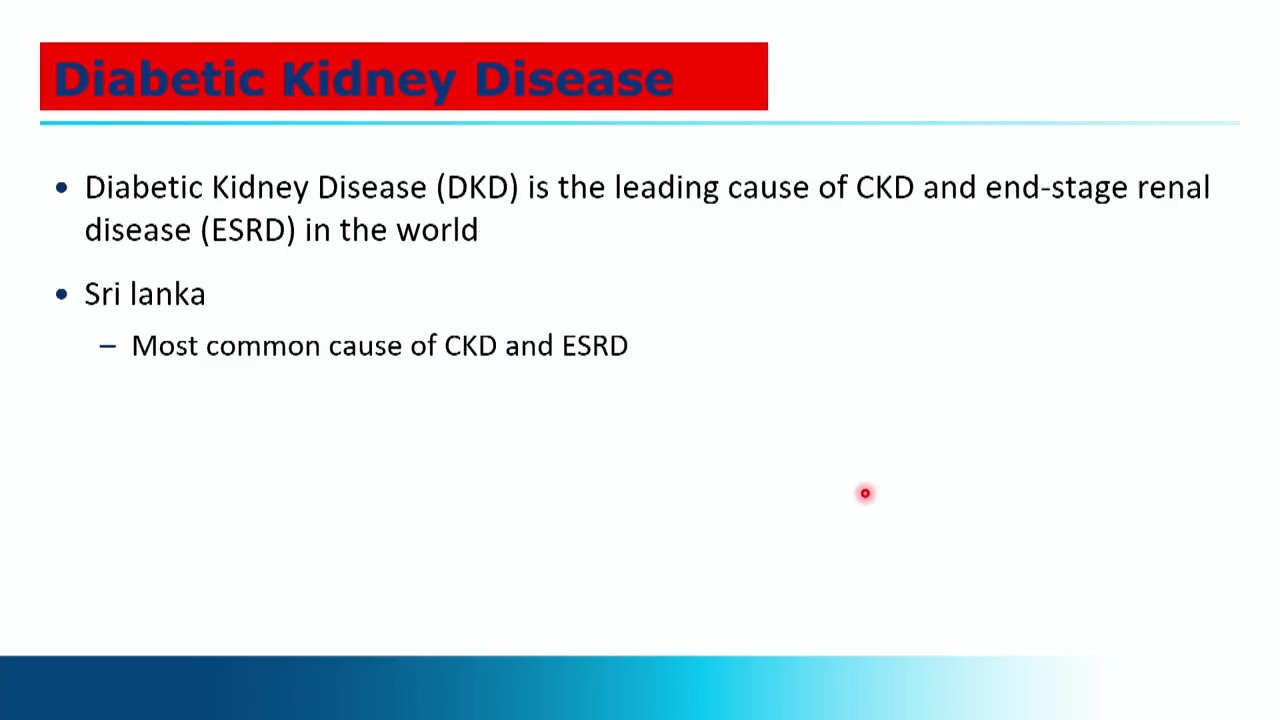 Diabetic Kidney Disease
• Diabetic Kidney Disease (DKD) is the leading cause of CKD and end-stage renal
disease (ESRD) in the world
• Sri lanka
– Most common cause of CKD and ESRD